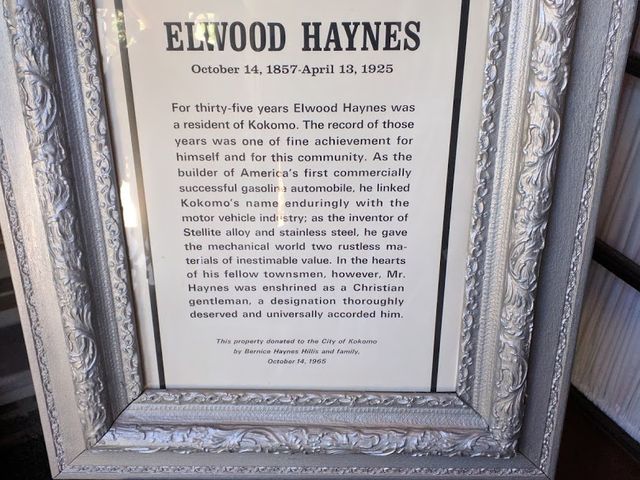 ELWOOD HAYNES
October 14, 1857-April 13, 1925
For thirty-five years Elwood Haynes was
a resident of Kokomo. The record of those
years was one of fine achievement for
himself and for this community. As the
builder of America's first commercially
successful gasoline automobile, he linked
Kokomo's name enduringly with the
motor vehicle industry; as the inventor of
Stellite alloy and stainless steel, he gave
the mechanical world two rustless ma-
terials of inestimable value. In the hearts
of his fellow townsmen, however, Mr.
Haynes was enshrined as a Christian
gentleman, a designation thoroughly
deserved and universally accorded him.
This property donated to the City of Kokomo
by Bernice Haynes Hillis and family,
October 14, 1965